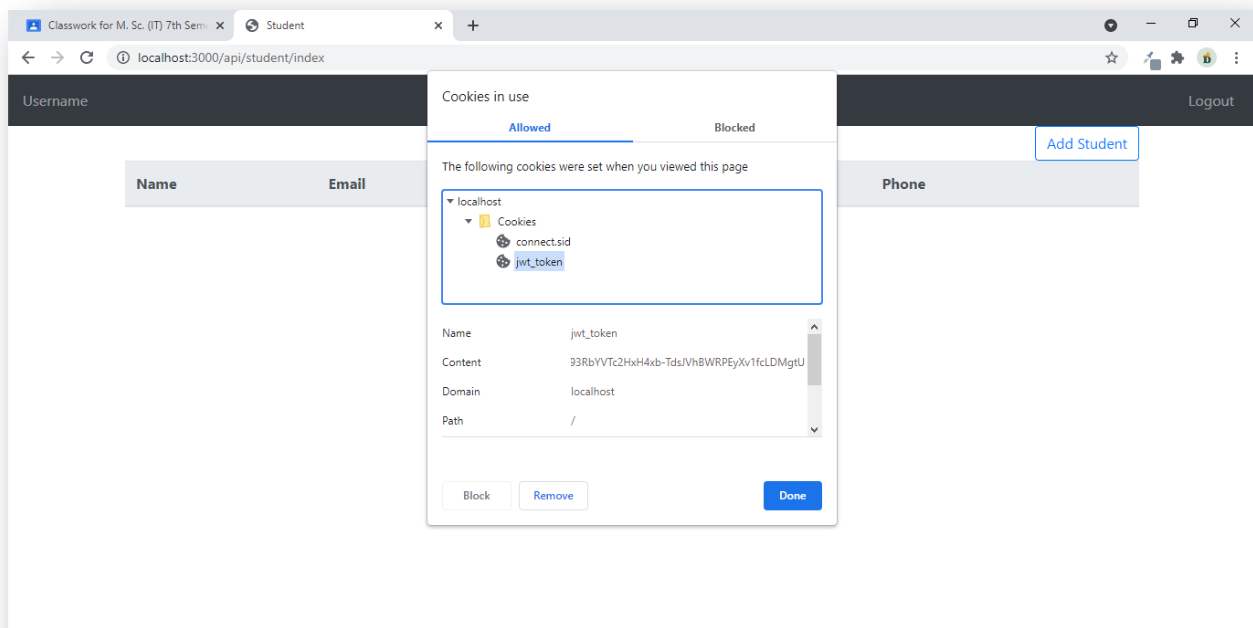 Classwork for M. Sc. (IT) 7th Sem
Student
localhost:3000/api/student/index
Username
Logout
Add Student
Name Email Phone
Cookies in use
Allowed Blocked
The following cookies were set when you viewed this page
localhost
Cookies
connect.sid
jwt_token
Name jwt_token
Content 93RbYVTc2HxH4xb-TdsJVhBWRPEyXv1fcLDMgtU
Domain localhost
Path /
Block Remove Done